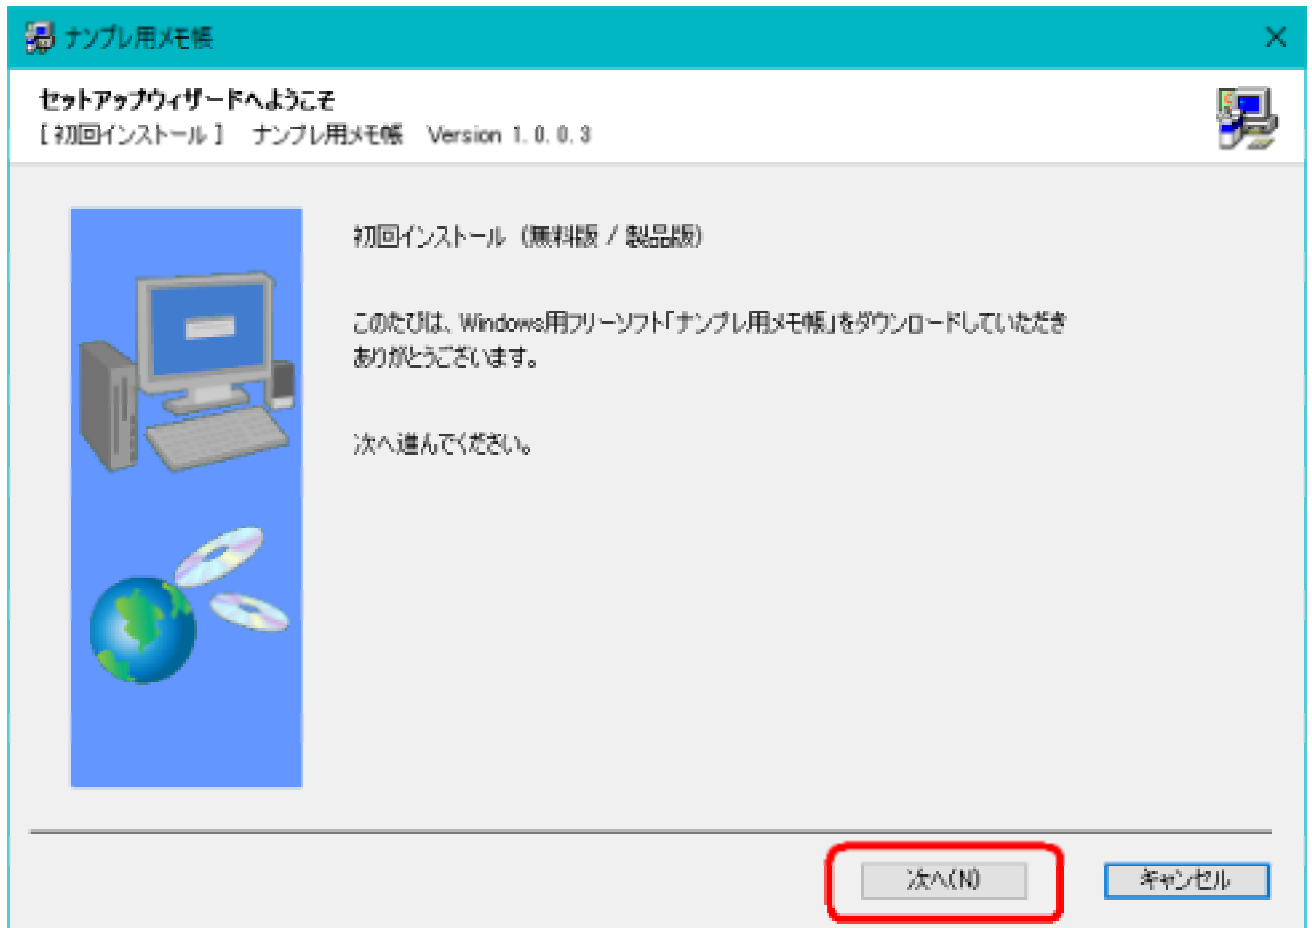 ナンプレ用メモ帳
セットアップウィザードへようこそ
[ 初回インストール ] ナンプレ用メモ帳 Version 1.0.0.3
初回インストール (無料版 / 製品版)
このたびは、Windows用フリーソフト「ナンプレ用メモ帳」をダウンロードしていただき
ありがとうございます。
次へ進んでください。
次へ(N)
キャンセル